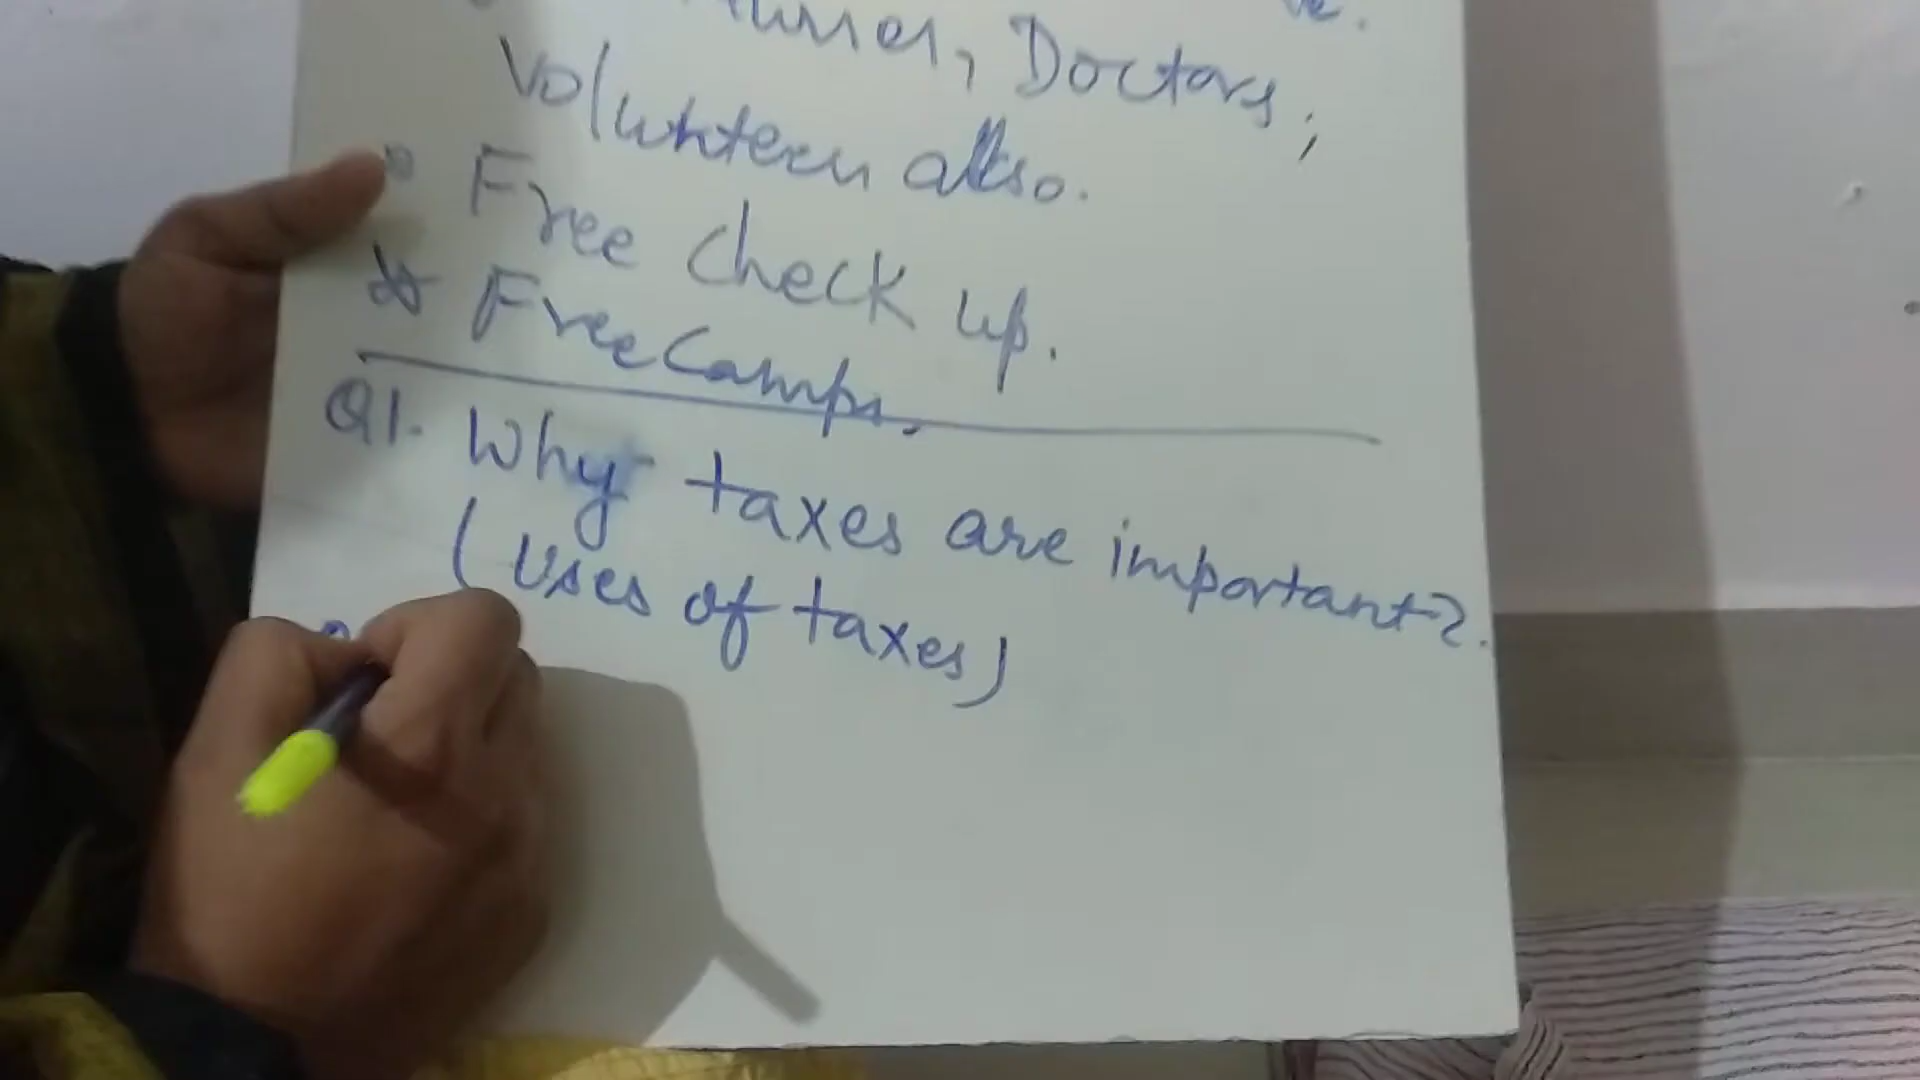 Doctors,
volunteers also.
Free check up.
Free Camps.
Q1. Why taxes are important?.
(Uses of taxes)